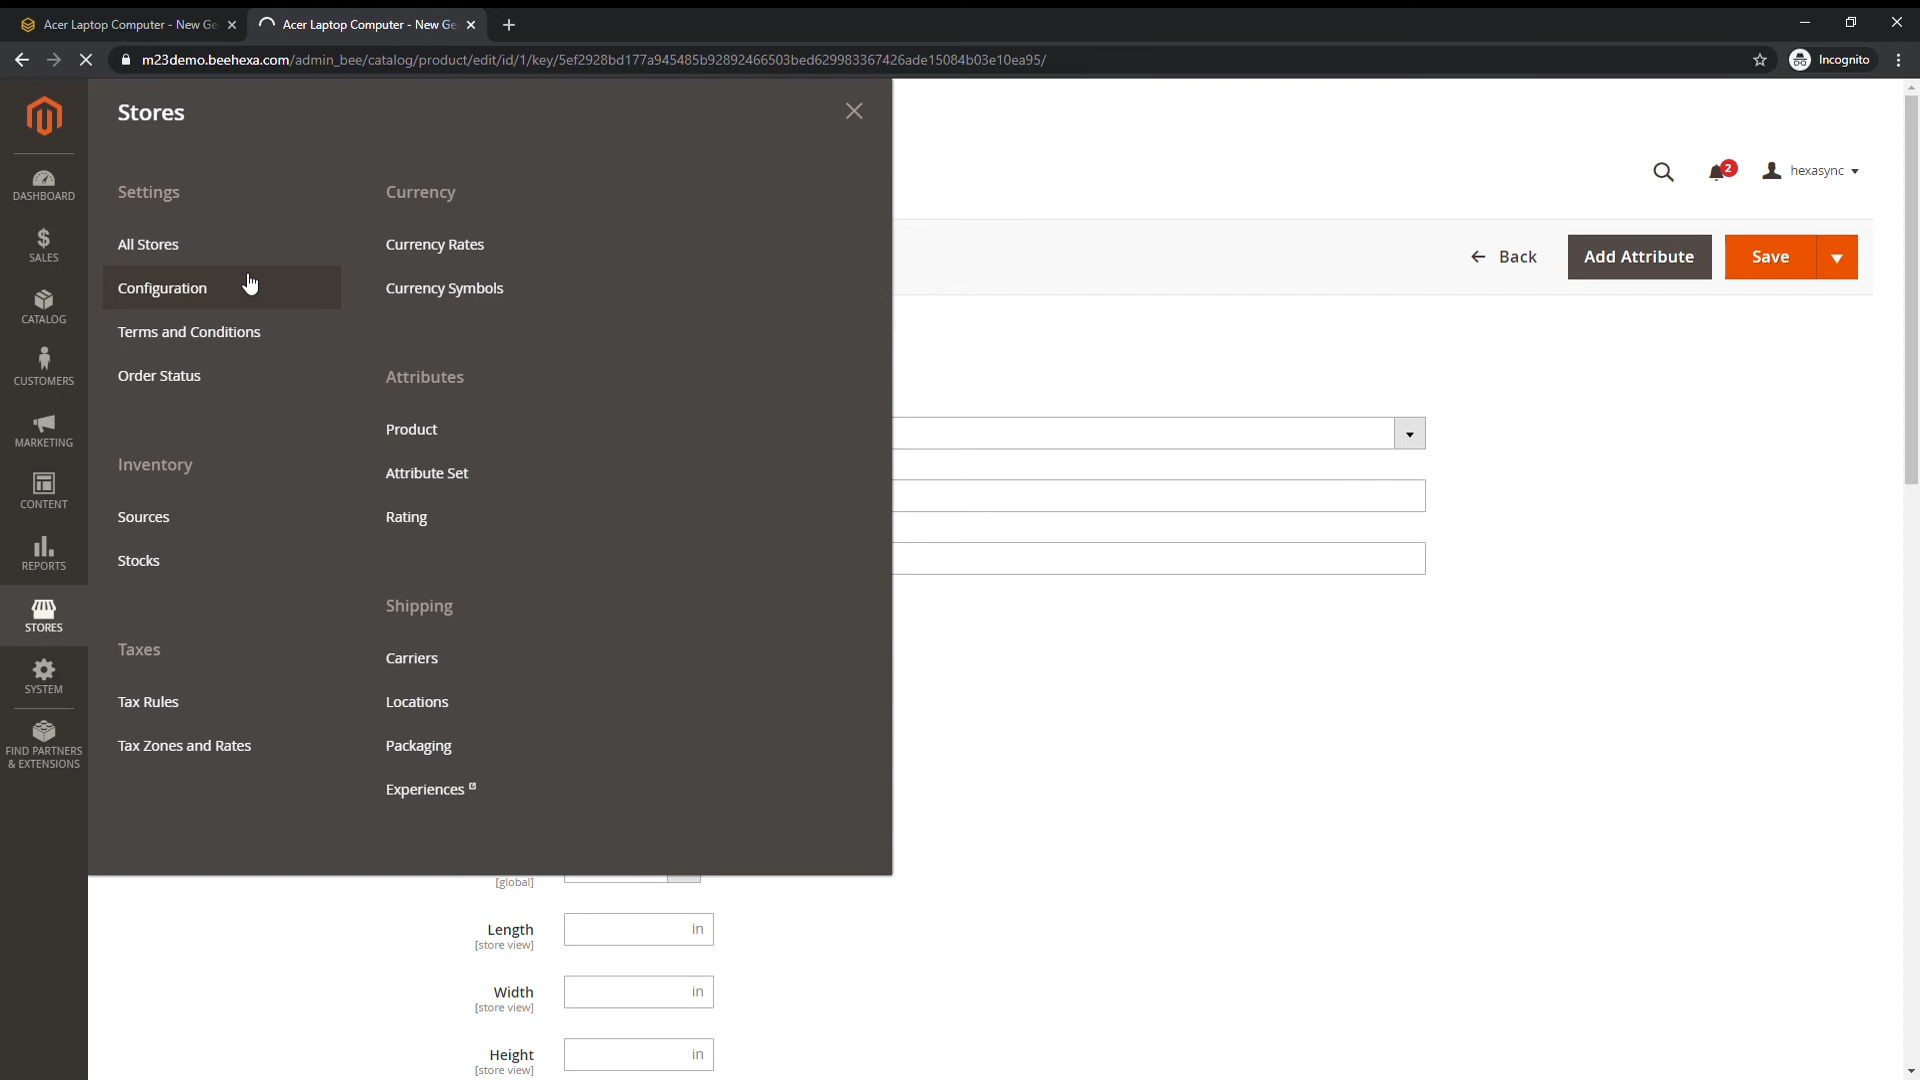 Acer Laptop Computer - New Ge
Acer Laptop Computer - New Ge
m23demo.beehexa.com/admin_bee/catalog/product/edit/id/1/key/5ef2928bd177a945485b92892466503bed629983367426ade15084b03e10ea95/
Incognito
DASHBOARD
SALES
CATALOG
CUSTOMERS
MARKETING
CONTENT
REPORTS
STORES
SYSTEM
FIND PARTNERS
& EXTENSIONS
Stores
Settings
All Stores
Configuration
Terms and Conditions
Order Status
Inventory
Sources
Stocks
Taxes
Tax Rules
Tax Zones and Rates
Currency
Currency Rates
Currency Symbols
Attributes
Product
Attribute Set
Rating
Shipping
Carriers
Locations
Packaging
Experiences
2
hexasync
Back
Add Attribute
Save
[global]
Length
[store view]
in
Width
[store view]
in
Height
[store view]
in